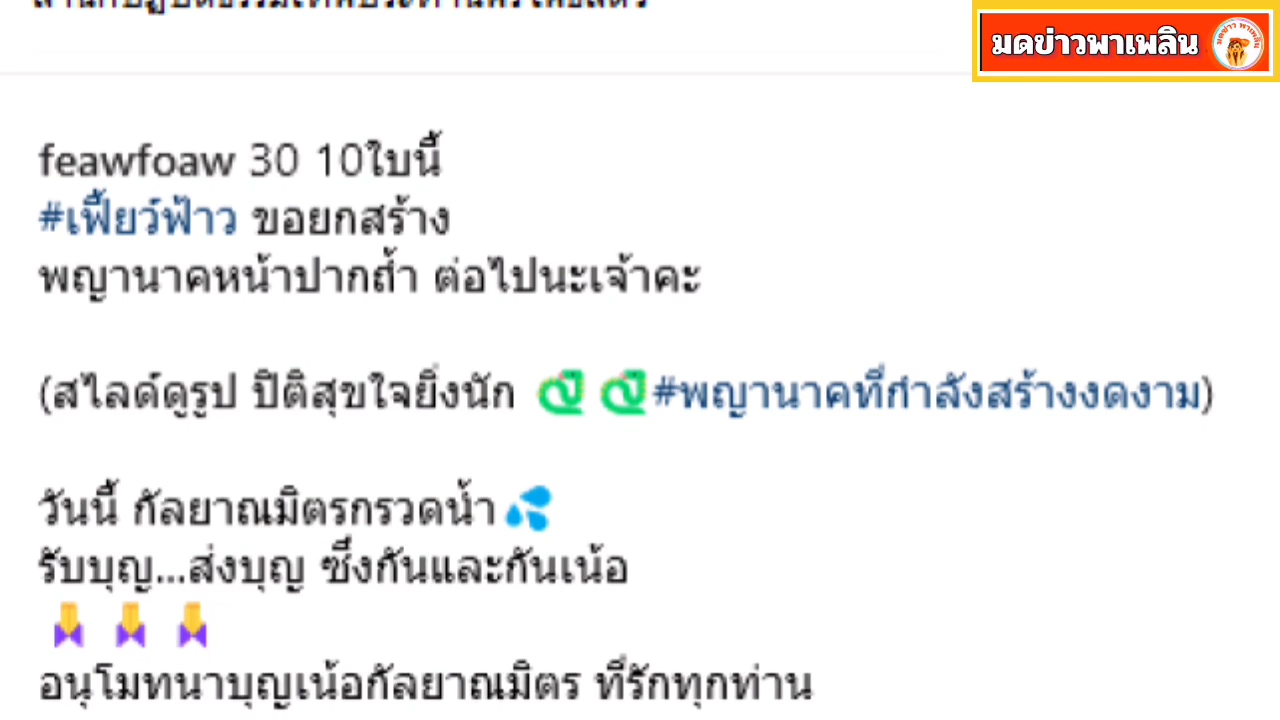 มดข่าวพาเพลิน
feawfoaw 30 10ใบนี้
#เฟี้ยว์ฟ้าว ขอยกสร้าง
พญานาคหน้าปากถ้ำ ต่อไปนะเจ้าคะ
(สไลด์ดูรูป ปิติสุขใจยิ่งนัก 🐉 🐉#พญานาคที่กำลังสร้างงดงาม)
วันนี้ กัลยาณมิตรกรวดน้ำ💦
รับบุญ...ส่งบุญ ซึ่งกันและกันเน้อ
อนุโมทนาบุญเน้อกัลยาณมิตร ที่รักทุกท่าน